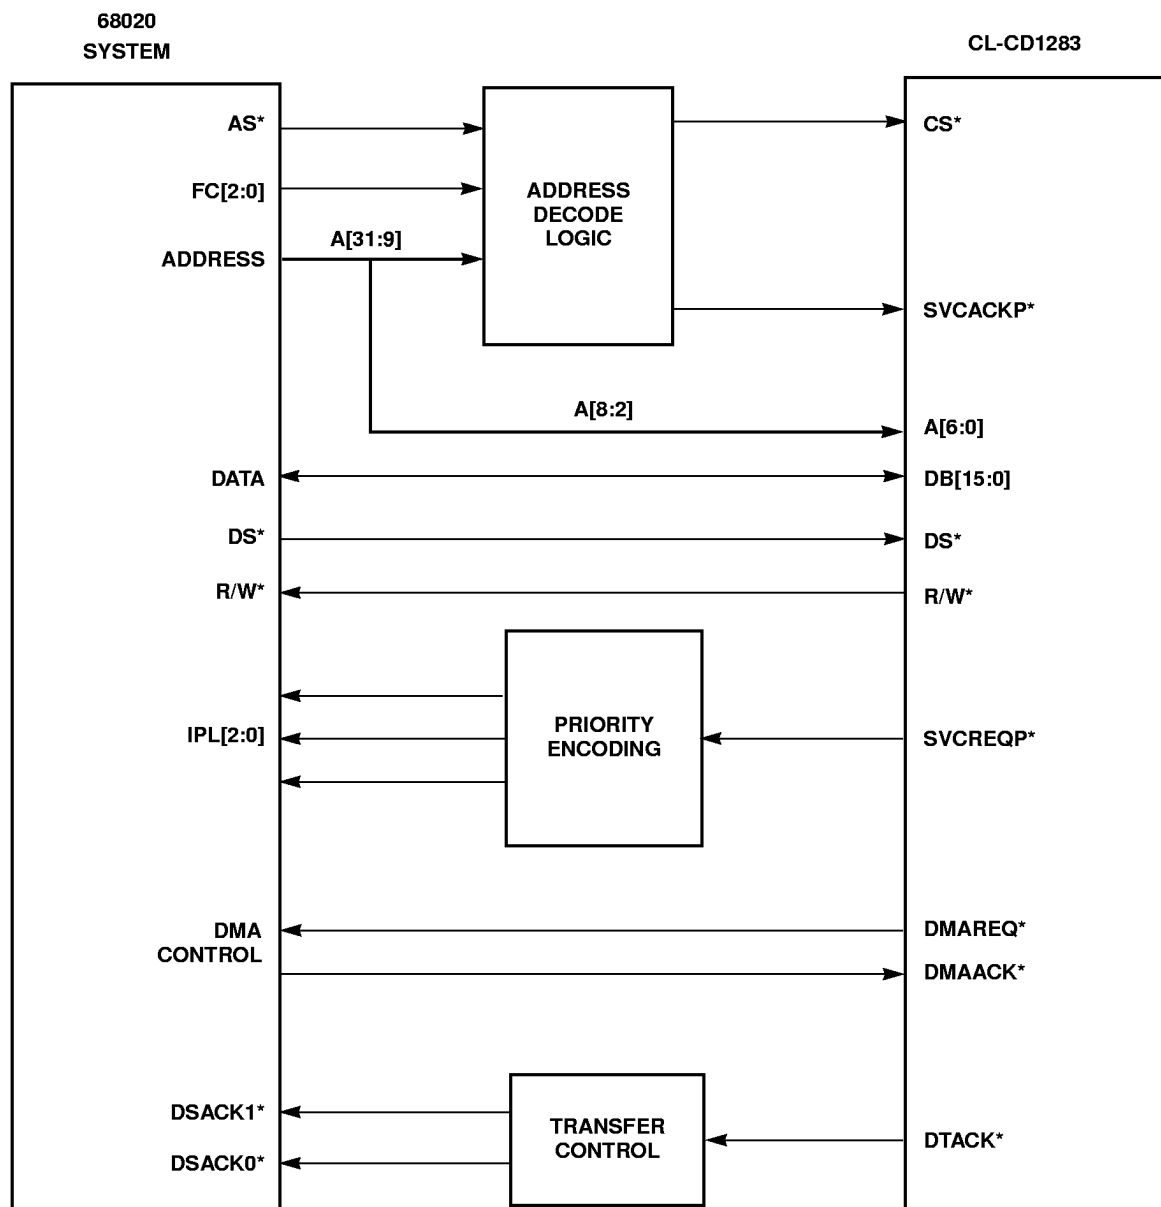 68020
SYSTEM
CL-CD1283
AS*
CS*
FC[2:0]
ADDRESS
DECODE
LOGIC
A[31:9]
ADDRESS
SVCACKP*
A[8:2]
A[6:0]
DATA
DB[15:0]
DS*
DS*
R/W*
R/W*
PRIORITY
ENCODING
IPL[2:0]
SVCREQP*
DMA
CONTROL
DMAREQ*
DMAACK*
DSACK1*
TRANSFER
CONTROL
DTACK*
DSACK0*